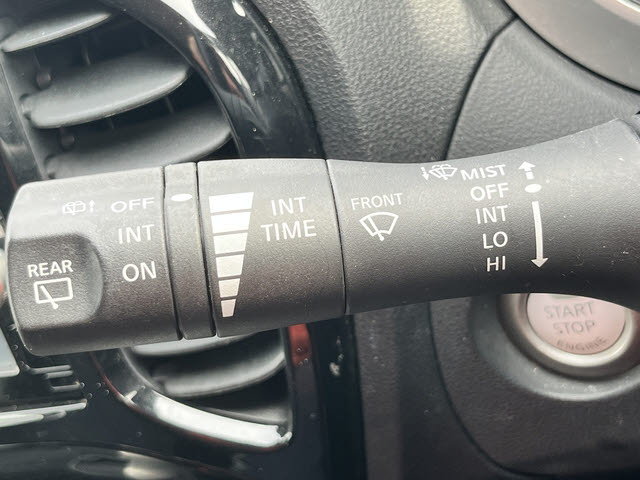 REAR
OFF
INT
ON
INT
TIME
FRONT
MIST
OFF
INT
LO
HI
START
STOP
ENGINE